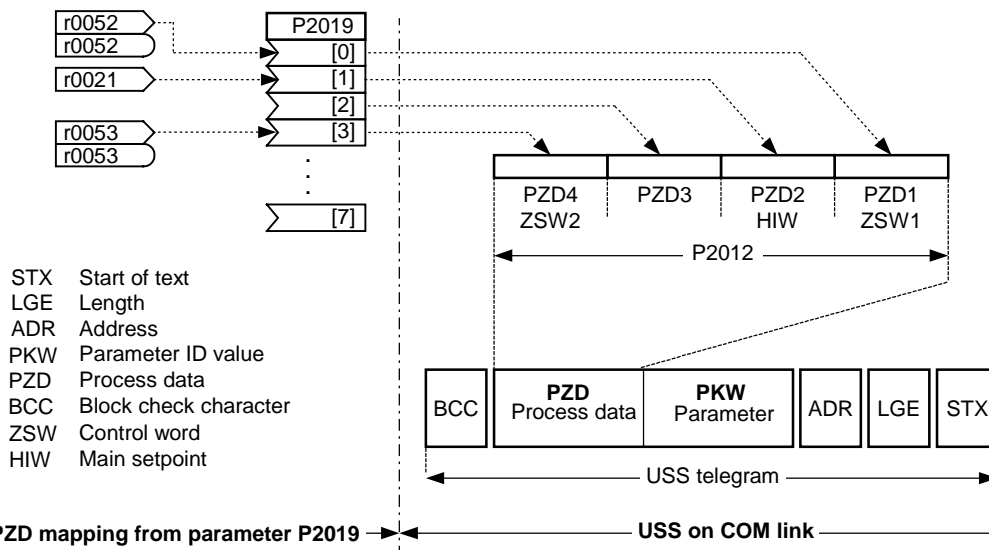 r0052
r0052
r0021
r0053
r0053
P2019
[0]
[1]
[2]
[3]
[7]
PZD4
ZSW2
PZD3
PZD2
HIW
PZD1
ZSW1
P2012
STX Start of text
LGE Length
ADR Address
PKW Parameter ID value
PZD Process data
BCC Block check character
ZSW Control word
HIW Main setpoint
BCC
PZD
Process data
PKW
Parameter
ADR
LGE
STX
USS telegram
PZD mapping from parameter P2019
USS on COM link